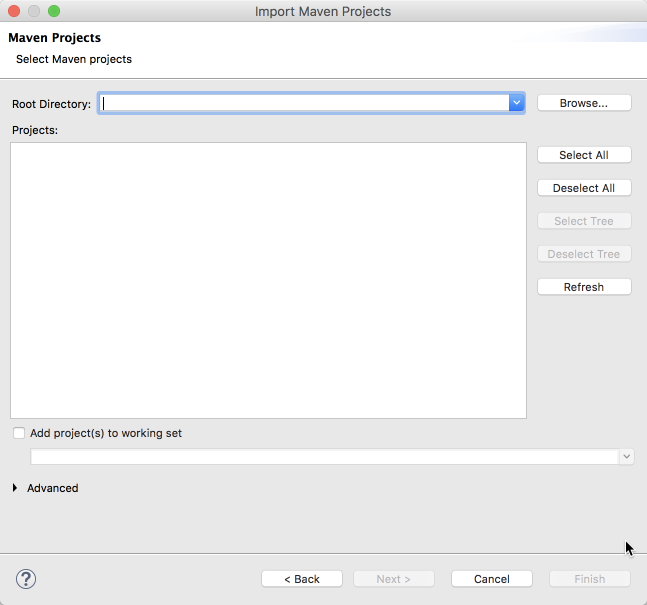 Import Maven Projects
Maven Projects
Select Maven projects
Root Directory:
Browse...
Projects:
Select All
Deselect All
Select Tree
Deselect Tree
Refresh
Add project(s) to working set
Advanced
?
< Back
Next >
Cancel
Finish